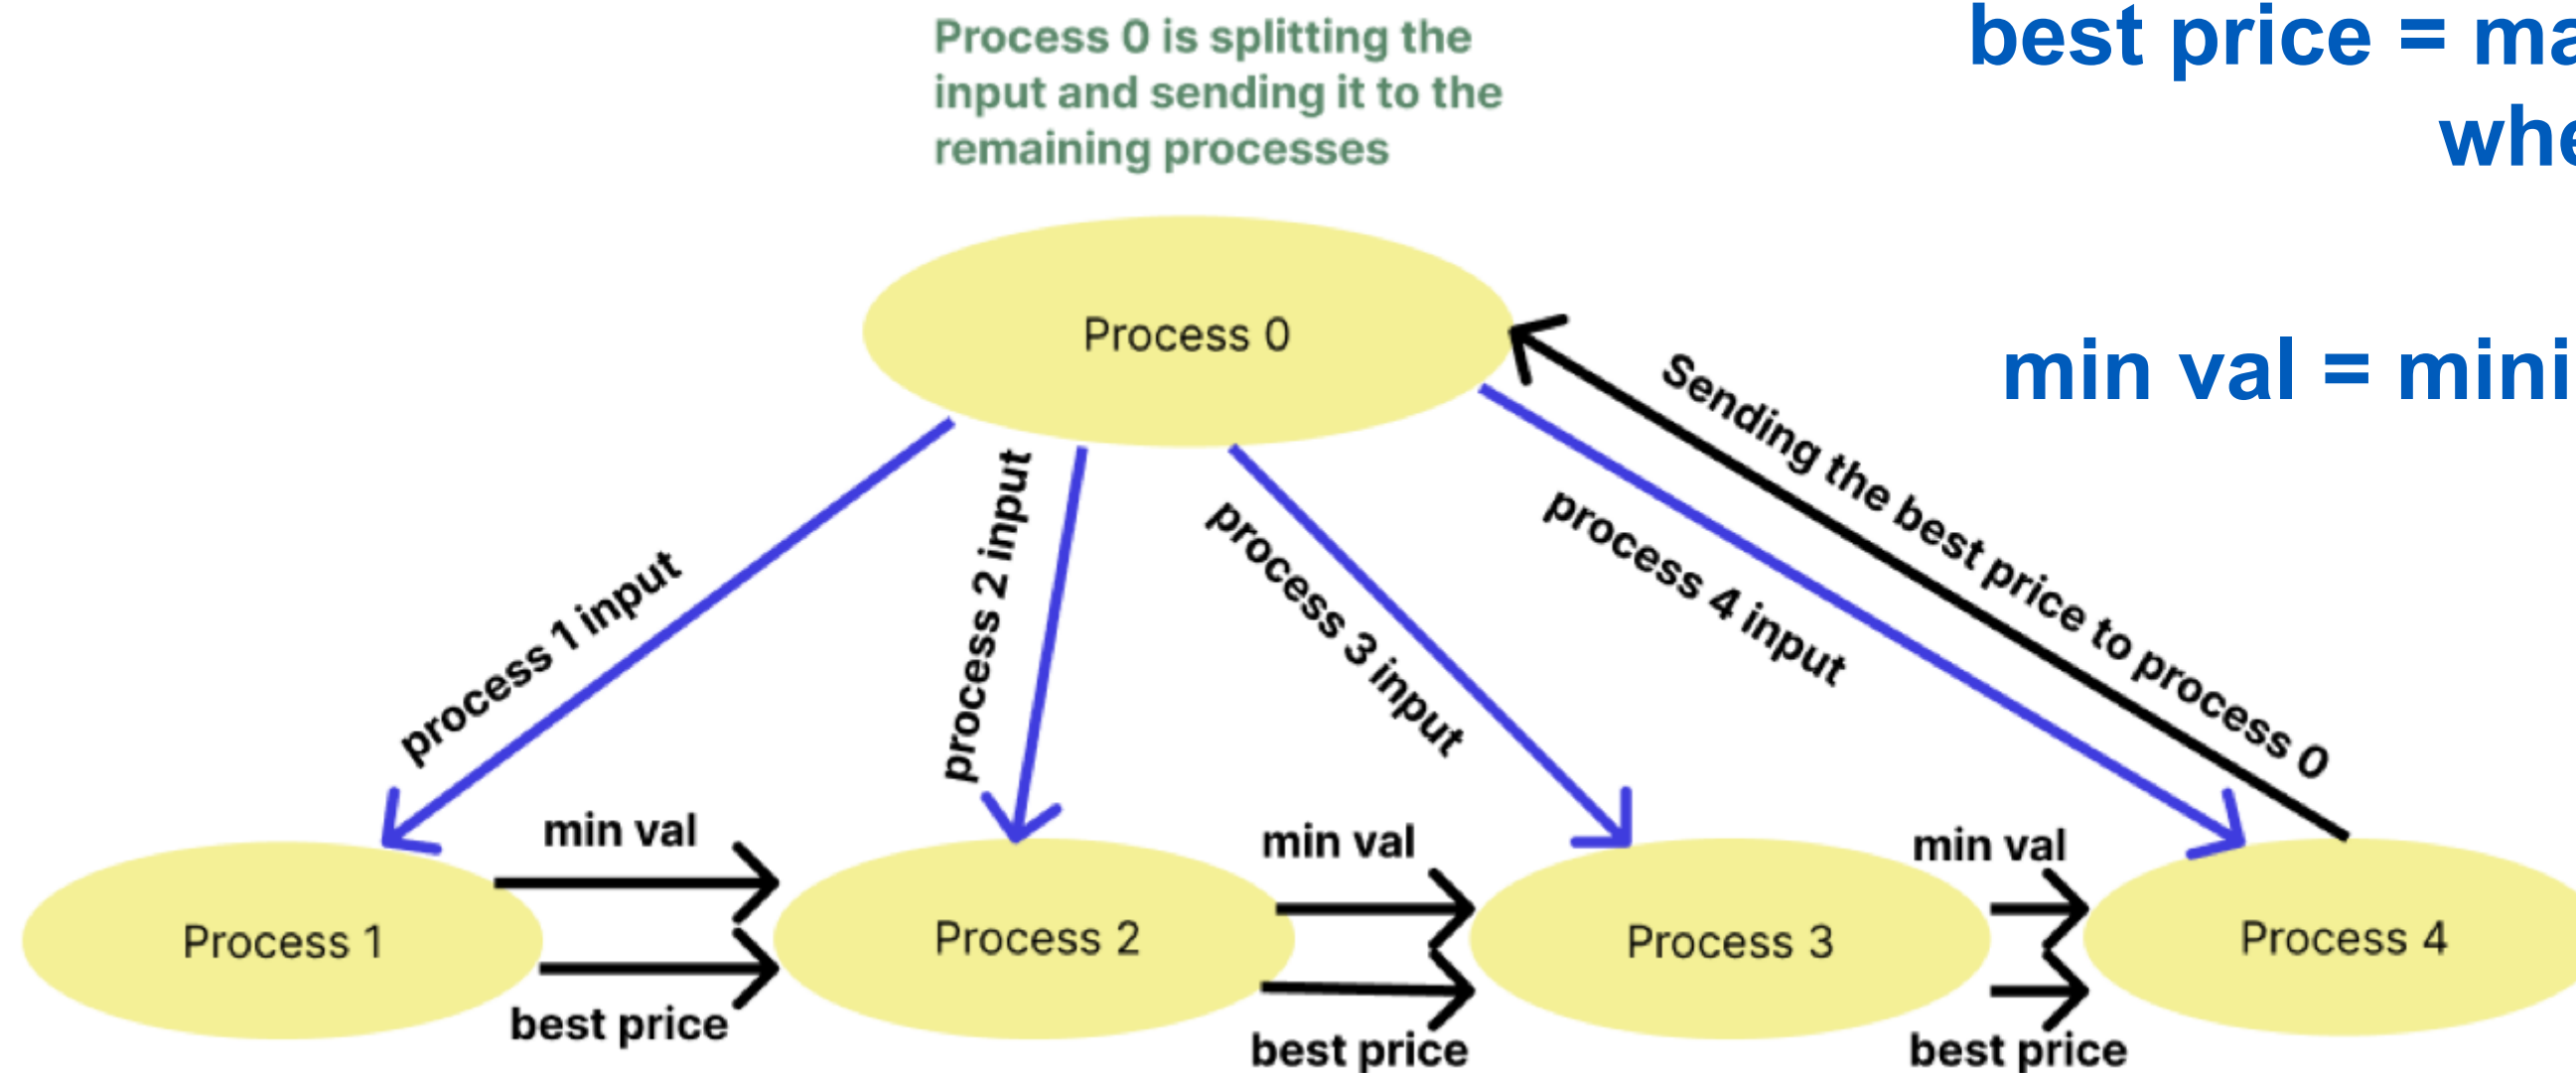 Process 0 is splitting the
input and sending it to the
remaining processes
best price = ma
whe
min val = mini
Process 0
Sending the best price to process 0
process 1 input
process 2 input
process 3 input
process 4 input
min val
min val
min val
Process 1
Process 2
Process 3
Process 4
best price
best price
best price